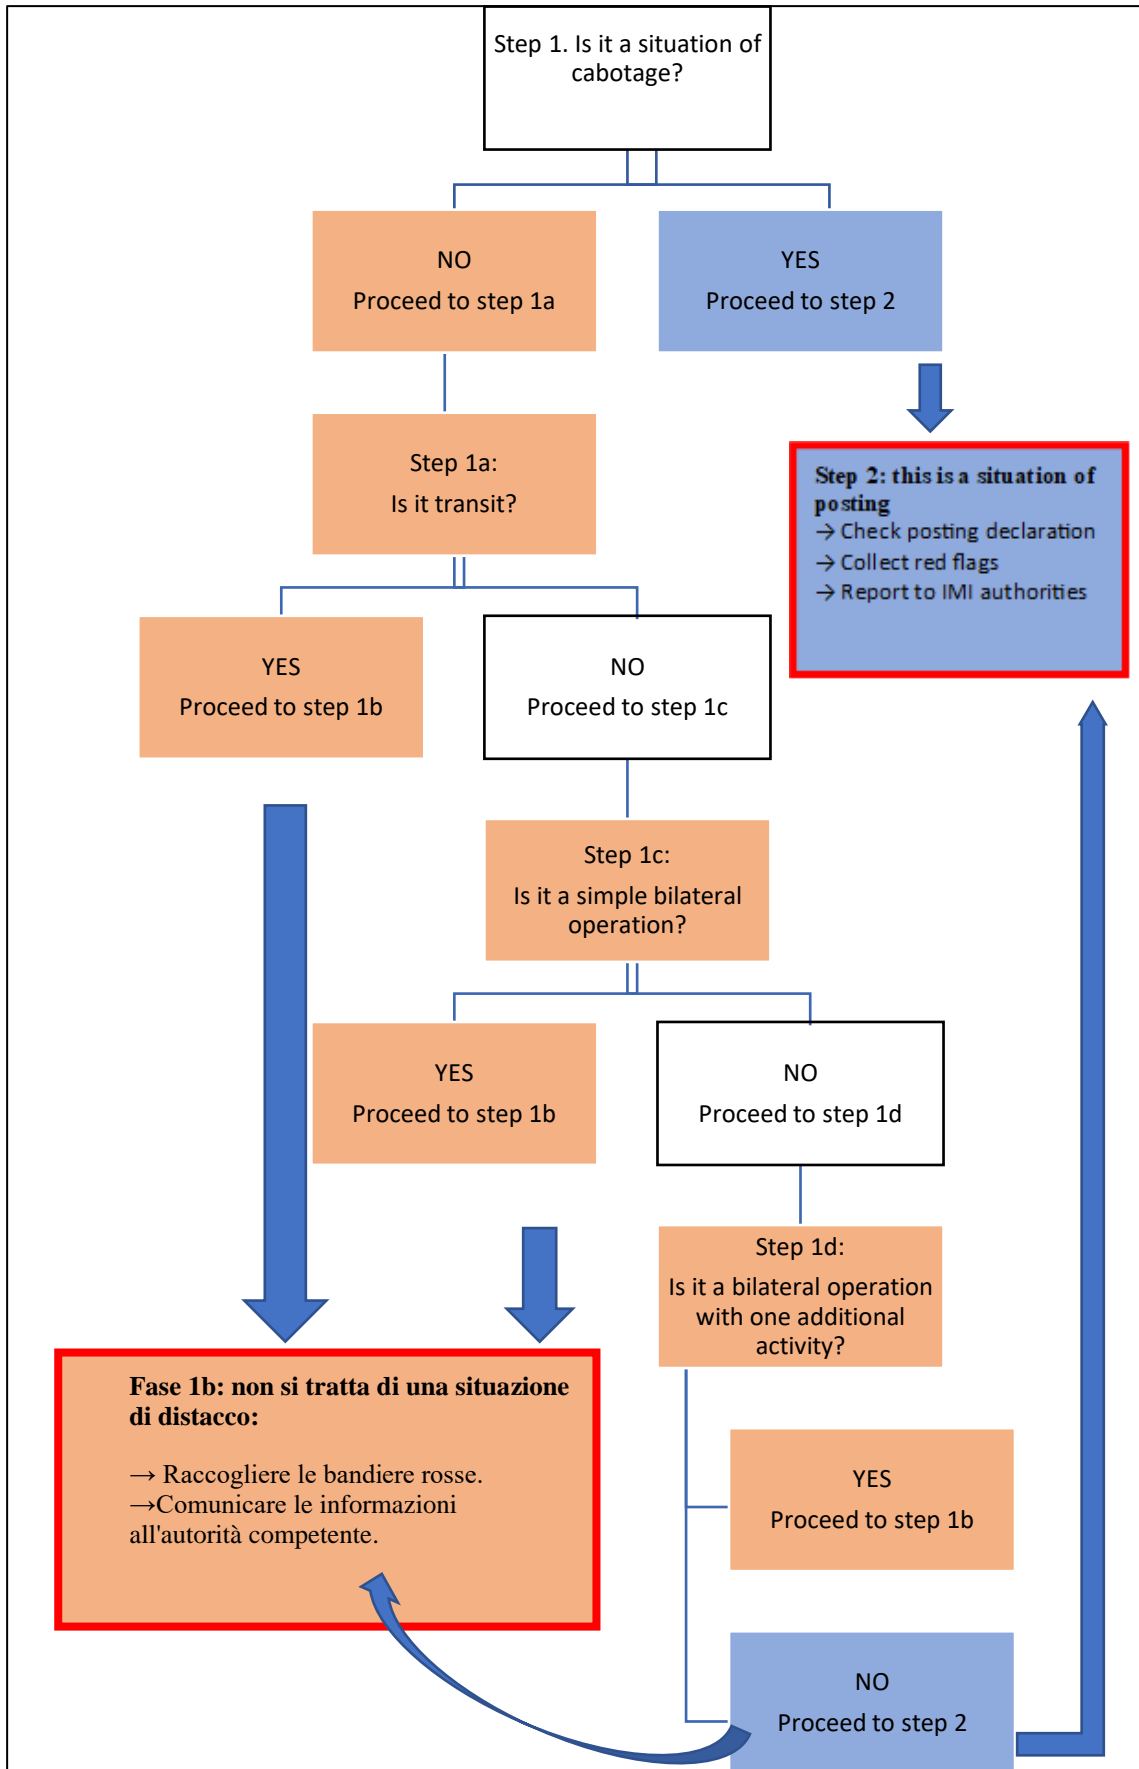 Step 1. Is it a situation of
cabotage?
NO
Proceed to step 1a
YES
Proceed to step 2
Step 1a:
Is it transit?
Step 2: this is a situation of
posting
→ Check posting declaration
→ Collect red flags
→ Report to IMI authorities
YES
Proceed to step 1b
NO
Proceed to step 1c
Step 1c:
Is it a simple bilateral
operation?
YES
Proceed to step 1b
NO
Proceed to step 1d
Step 1d:
Is it a bilateral operation
with one additional
activity?
Fase 1b: non si tratta di una situazione
di distacco:
→ Raccogliere le bandiere rosse.
→Comunicare le informazioni
all'autorità competente.
YES
Proceed to step 1b
NO
Proceed to step 2